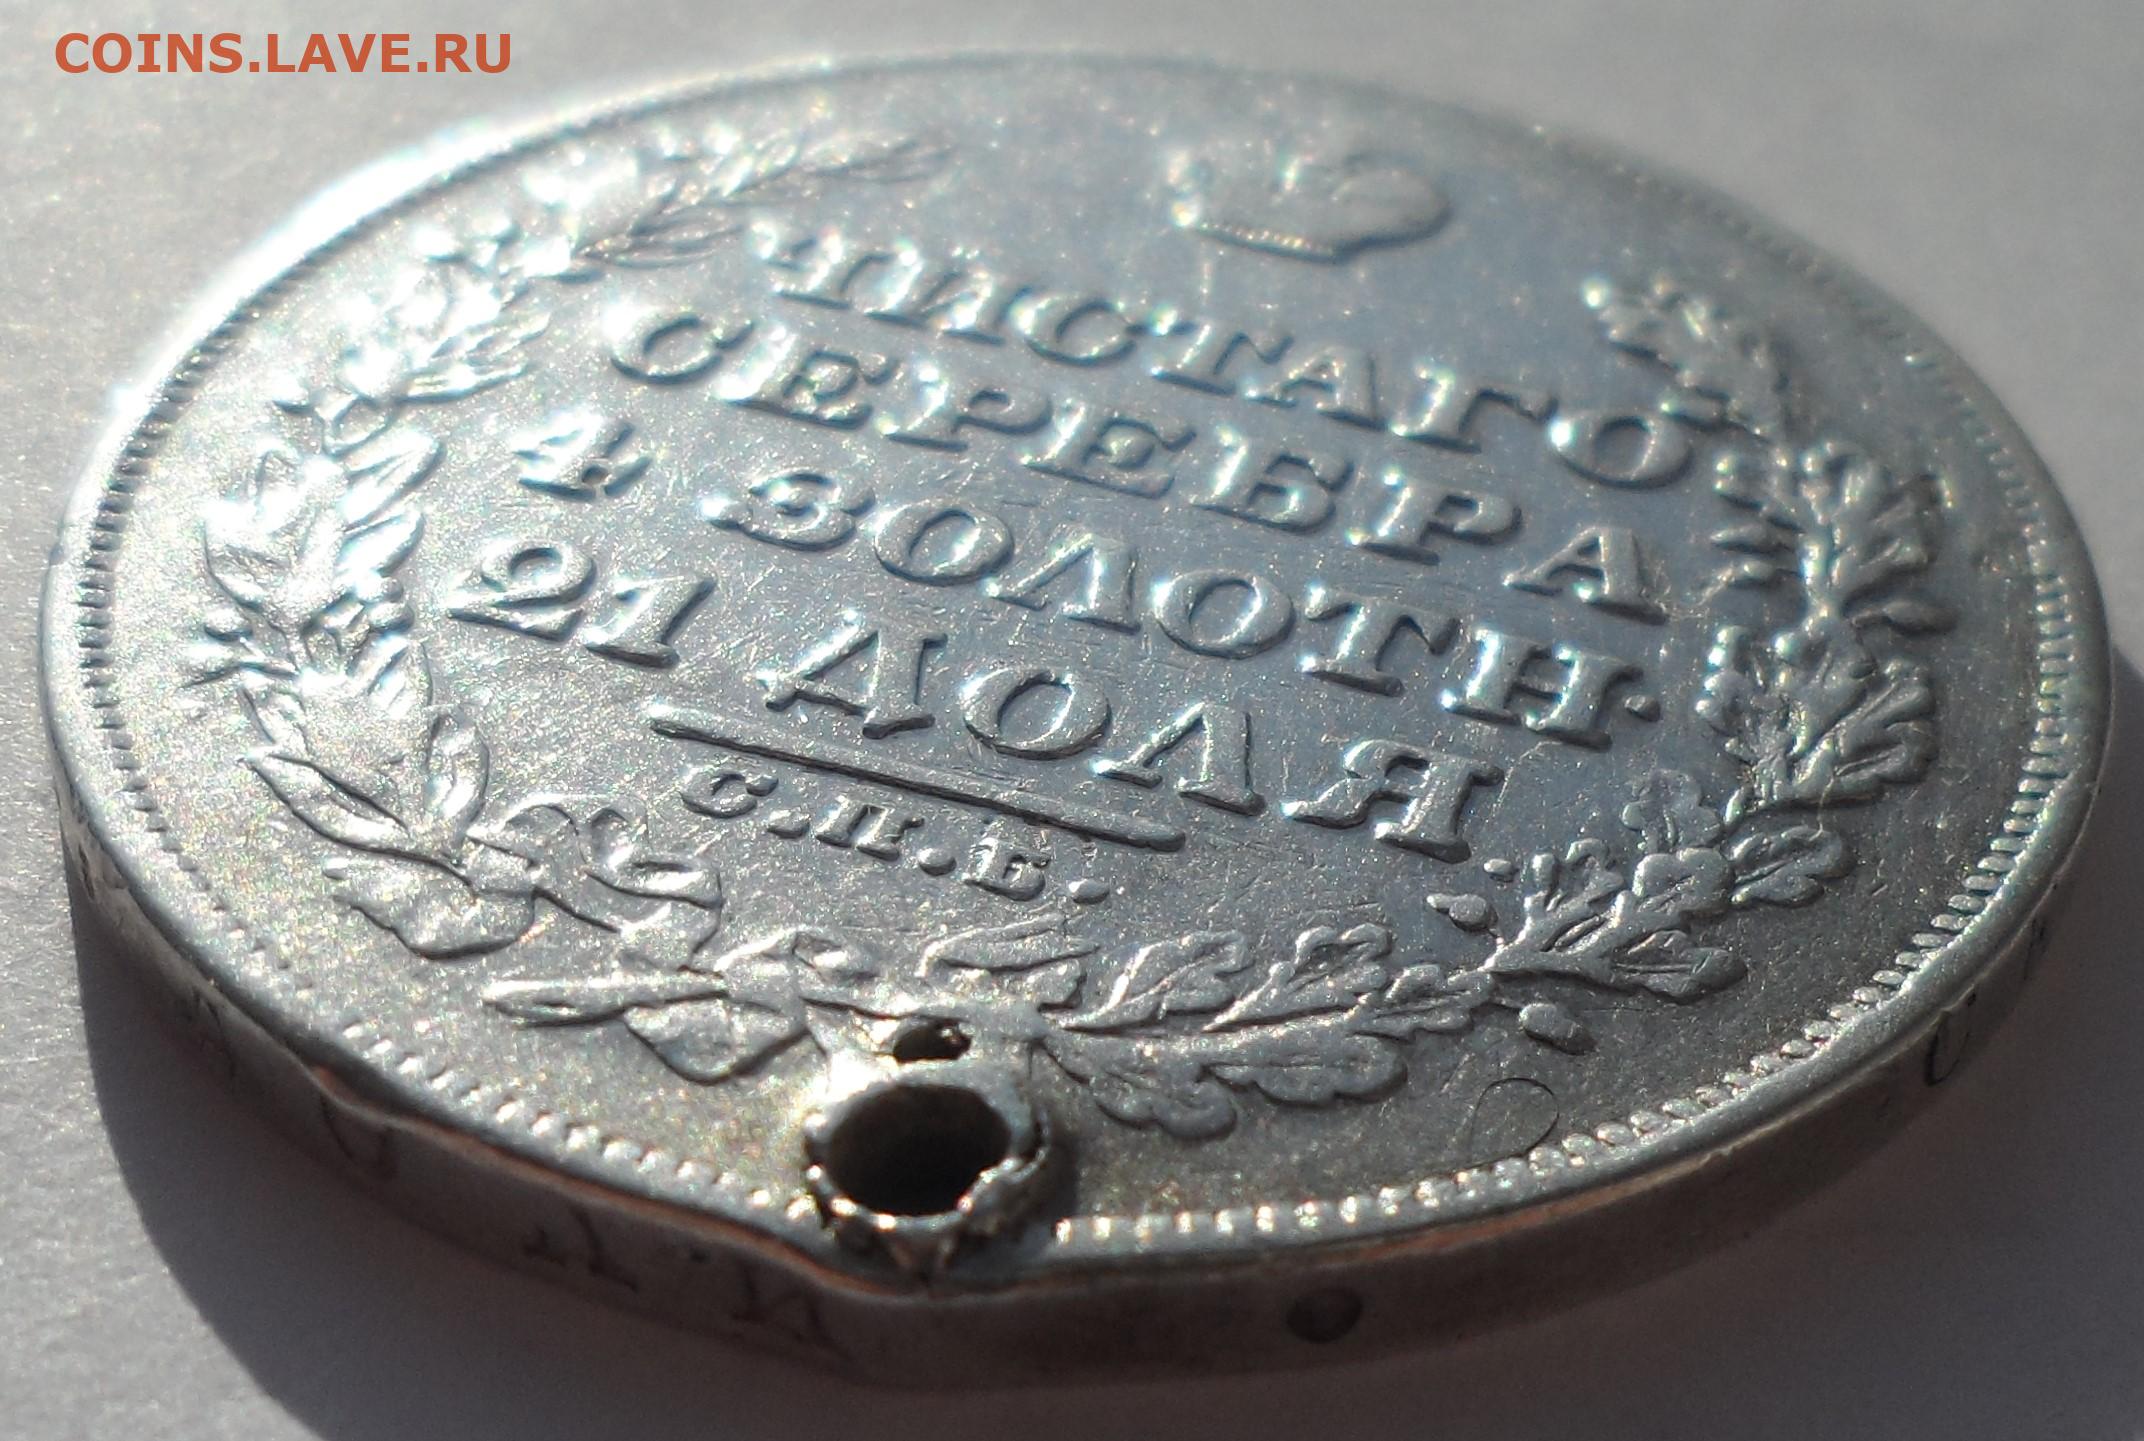 COINS.LAVE.RU
ЧИСТАГО
СЕРЕБРА
4 ЗОЛОТН.
21 ДОЛЯ.
С.П.Б.